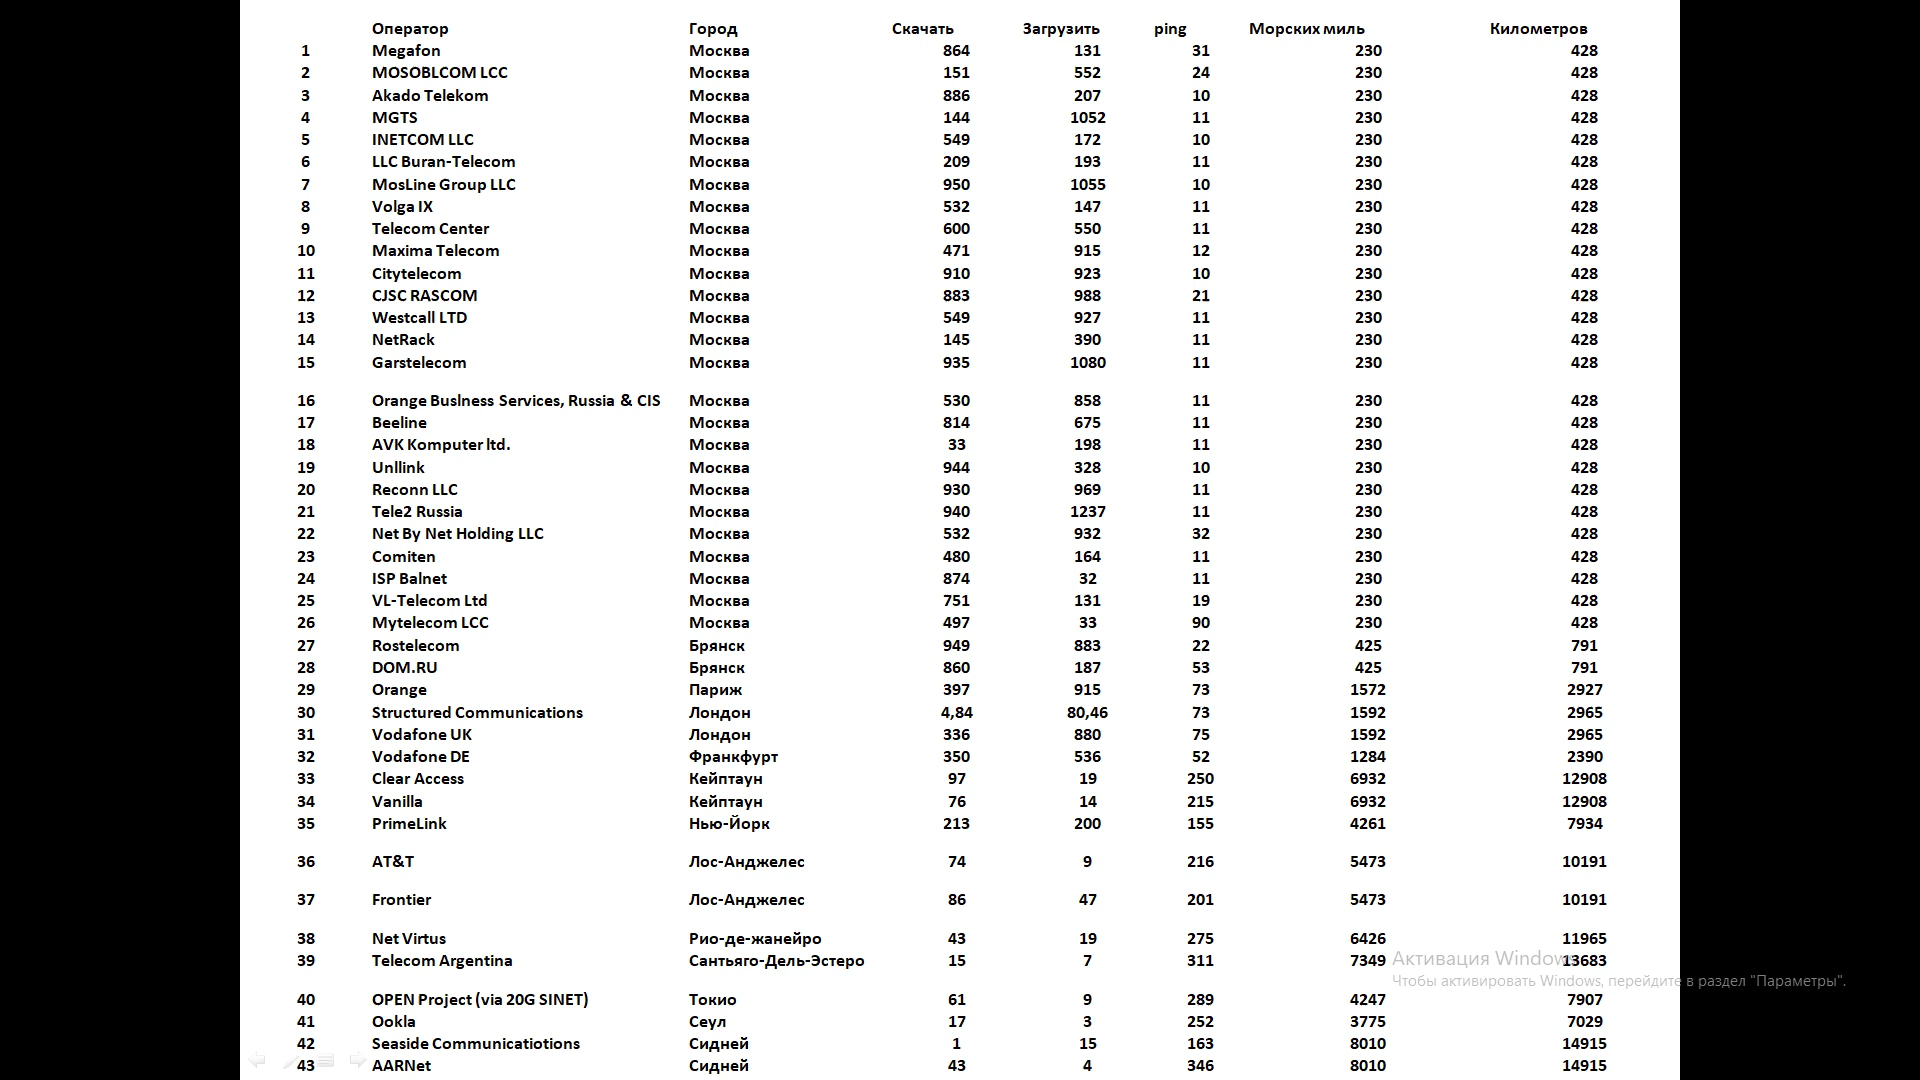 Оператор Город Скачать Загрузить ping Морских миль Километров
1 Megafon Москва 864 131 31 230 428
2 MOSOBLCOM LCC Москва 151 552 24 230 428
3 Akado Telekom Москва 886 207 10 230 428
4 MGTS Москва 144 1052 11 230 428
5 INETCOM LLC Москва 549 172 10 230 428
6 LLC Buran-Telecom Москва 209 193 11 230 428
7 MosLine Group LLC Москва 950 1055 10 230 428
8 Volga IX Москва 532 147 11 230 428
9 Telecom Center Москва 600 550 11 230 428
10 Maxima Telecom Москва 471 915 12 230 428
11 Citytelecom Москва 910 923 10 230 428
12 CJSC RASCOM Москва 883 988 21 230 428
13 Westcall LTD Москва 549 927 11 230 428
14 NetRack Москва 145 390 11 230 428
15 Garstelecom Москва 935 1080 11 230 428
16 Orange Buslness Services, Russia & CIS Москва 530 858 11 230 428
17 Beeline Москва 814 675 11 230 428
18 AVK Komputer ltd. Москва 33 198 11 230 428
19 Unllink Москва 944 328 10 230 428
20 Reconn LLC Москва 930 969 11 230 428
21 Tele2 Russia Москва 940 1237 11 230 428
22 Net By Net Holding LLC Москва 532 932 32 230 428
23 Comiten Москва 480 164 11 230 428
24 ISP Balnet Москва 874 32 11 230 428
25 VL-Telecom Ltd Москва 751 131 19 230 428
26 Mytelecom LCC Москва 497 33 90 230 428
27 Rostelecom Брянск 949 883 22 425 791
28 DOM.RU Брянск 860 187 53 425 791
29 Orange Париж 397 915 73 1572 2927
30 Structured Communications Лондон 4,84 80,46 73 1592 2965
31 Vodafone UK Лондон 336 880 75 1592 2965
32 Vodafone DE Франкфурт 350 536 52 1284 2390
33 Clear Access Кейптаун 97 19 250 6932 12908
34 Vanilla Кейптаун 76 14 215 6932 12908
35 PrimeLink Нью-Йорк 213 200 155 4261 7934
36 AT&T Лос-Анджелес 74 9 216 5473 10191
37 Frontier Лос-Анджелес 86 47 201 5473 10191
38 Net Virtus Рио-де-жанейро 43 19 275 6426 11965
39 Telecom Argentina Сантьяго-Дель-Эстеро 15 7 311 7349 13683
Активация Windows
Чтобы активировать Windows, перейдите в раздел "Параметры".
40 OPEN Project (via 20G SINET) Токио 61 9 289 4247 7907
41 Ookla Сеул 17 3 252 3775 7029
42 Seaside Communicatiotions Сидней 1 15 163 8010 14915
43 AARNet Сидней 43 4 346 8010 14915